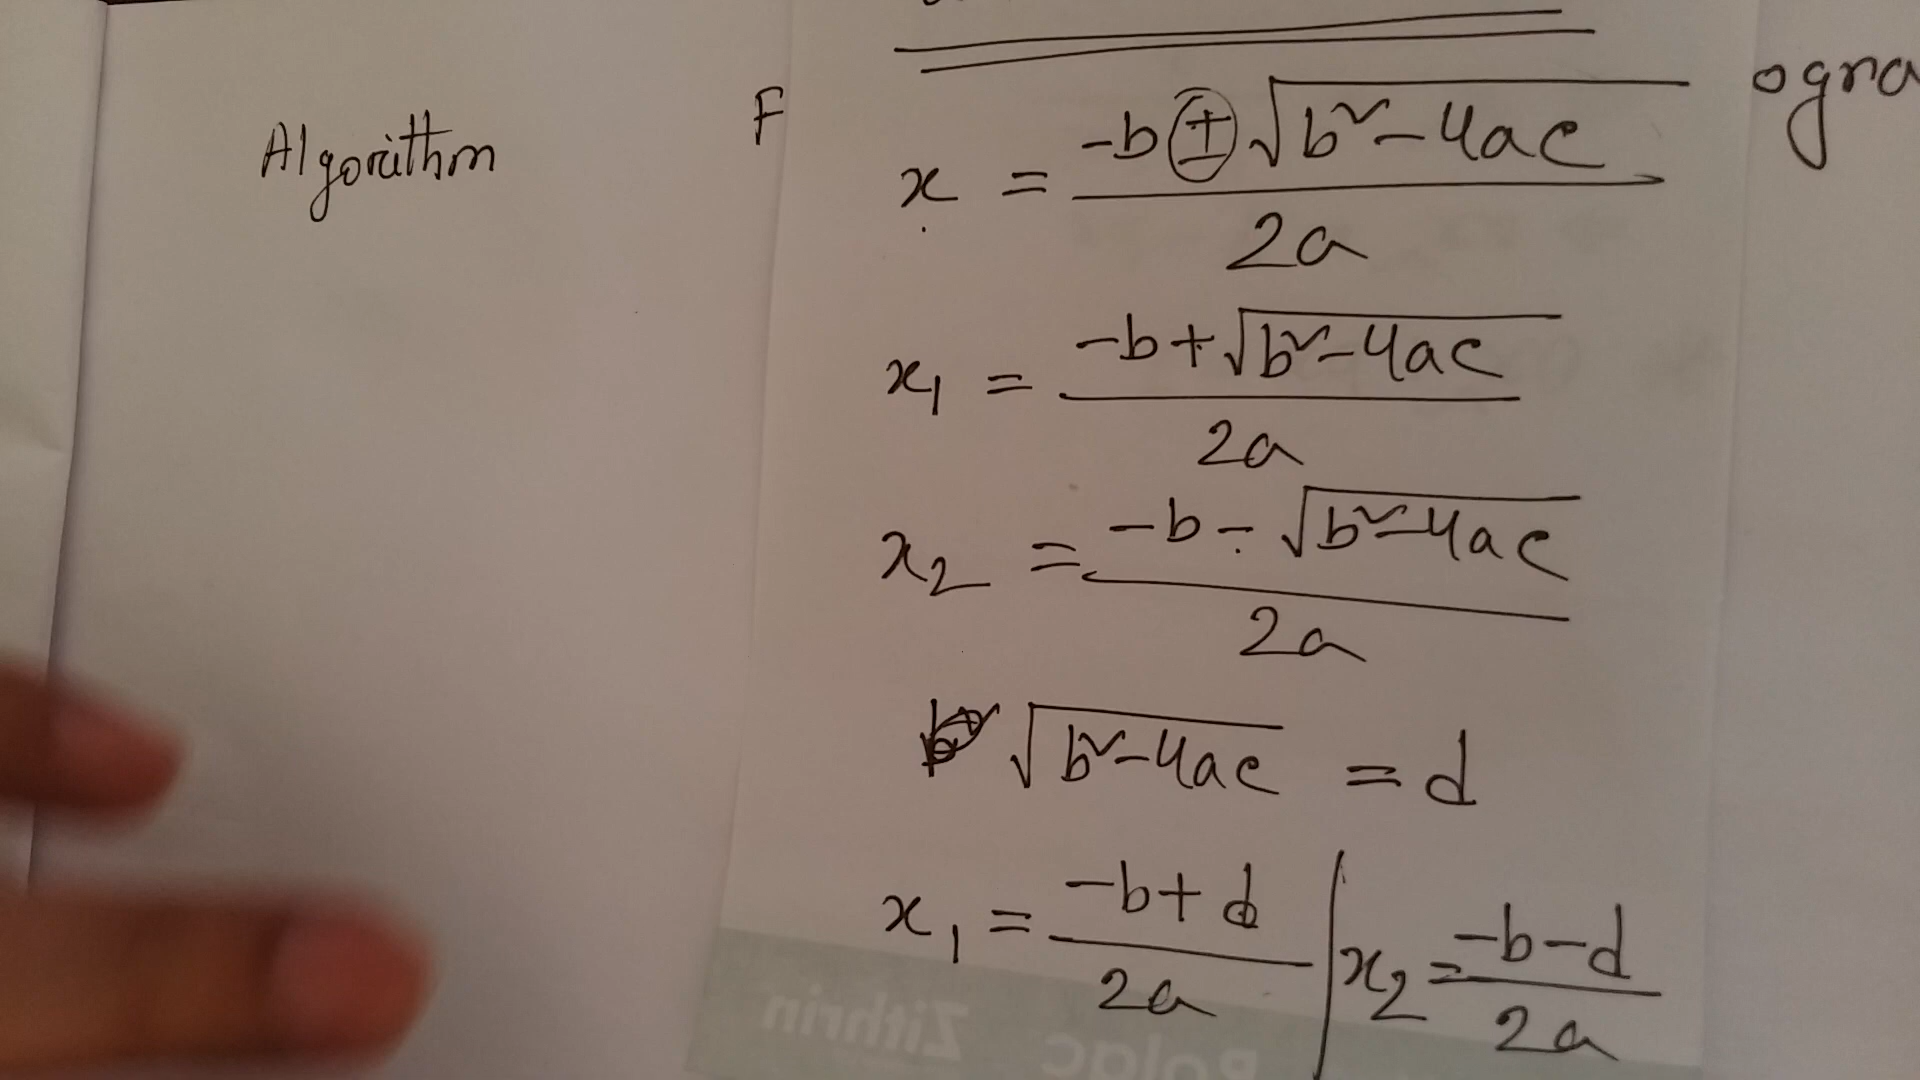 Algorithm
F
ogra
x = -b ± √b² - 4ac / 2a
x₁ = -b + √b² - 4ac / 2a
x₂ = -b - √b² - 4ac / 2a
√b² - 4ac = d
x₁ = -b + d / 2a | x₂ = -b - d / 2a
Zithrin